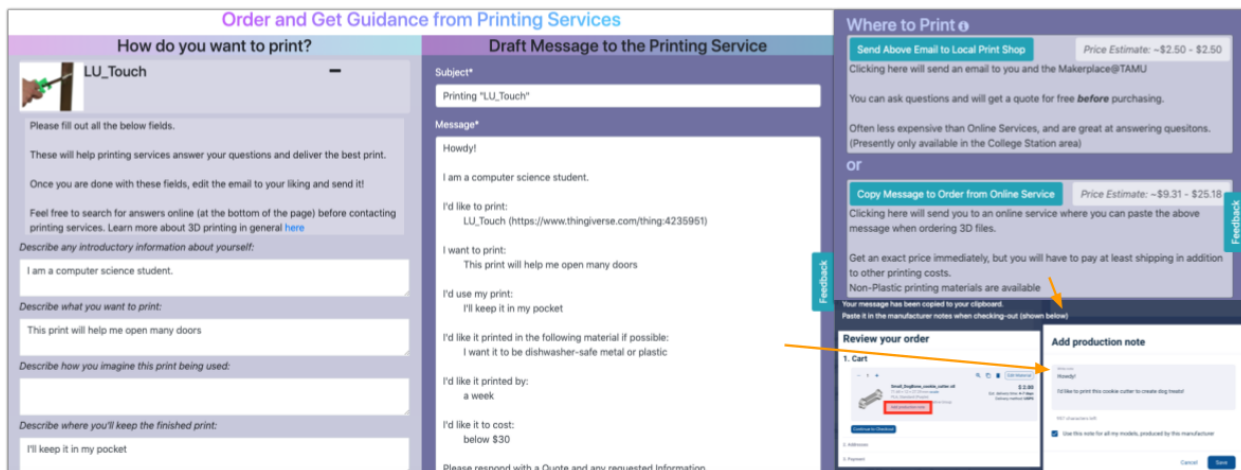 Order and Get Guidance from Printing Services
How do you want to print?
LU_Touch
Please fill out all the below fields.
These will help printing services answer your questions and deliver the best print.
Once you are done with these fields, edit the email to your liking and send it!
Feel free to search for answers online (at the bottom of the page) before contacting
printing services. Learn more about 3D printing in general here
Describe any introductory information about yourself:
I am a computer science student.
Describe what you want to print:
This print will help me open many doors
Describe how you imagine this print being used:
Describe where you'll keep the finished print:
I'll keep it in my pocket
Draft Message to the Printing Service
Subject*
Printing "LU_Touch"
Message*
Howdy!
I am a computer science student.
I'd like to print:
LU_Touch (https://www.thingiverse.com/thing:4235951)
I want to print:
This print will help me open many doors
I'd use my print:
I'll keep it in my pocket
I'd like it printed in the following material if possible:
I want it to be dishwasher-safe metal or plastic
I'd like it printed by:
a week
I'd like it to cost:
below $30
Please respond with a Quote and any requested Information
Feedback
Where to Print
Send Above Email to Local Print Shop
Price Estimate: ~$2.50 - $2.50
Clicking here will send an email to you and the Makerplace@TAMU
You can ask questions and will get a quote for free before purchasing.
Often less expensive than Online Services, and are great at answering quesitons.
(Presently only available in the College Station area)
or
Copy Message to Order from Online Service
Price Estimate: ~$9.31 - $25.18
Clicking here will send you to an online service where you can paste the above
message when ordering 3D files.
Get an exact price immediately, but you will have to pay at least shipping in addition
to other printing costs.
Non-Plastic printing materials are available
Feedback
Your message has been copied to your clipboard.
Paste it in the manufacturer notes when checking-out (shown below)
Review your order
1. Cart
Small_DogBone_cookie_cutter.stl
Edit Material
Add production note
Continue to Checkout
2. Addresses
3. Payment
Add production note
Howdy!
I'd like to print this cookie cutter to create dog treats!
characters left
Use this note for all my models, produced by this manufacturer
Cancel
Save